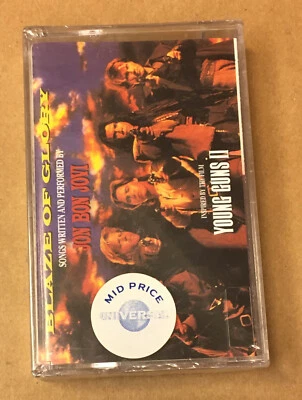 BLAZE OF GLORY
SONGS WRITTEN AND PERFORMED BY
JON BON JOVI
INSPIRED BY THE FILM
YOUNG GUNS II
MID PRICE
UNIVERSAL